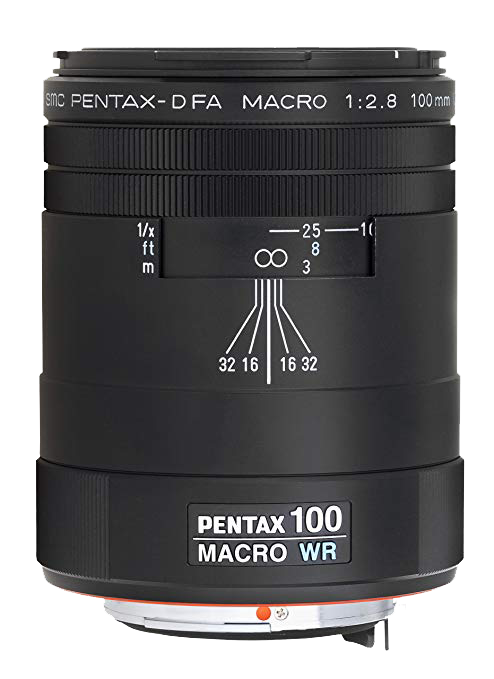 smc PENTAX-D FA MACRO 1:2.8 100mm
1/x 25 10
ft ∞ 8
m 3
32 16 16 32
PENTAX 100
MACRO WR